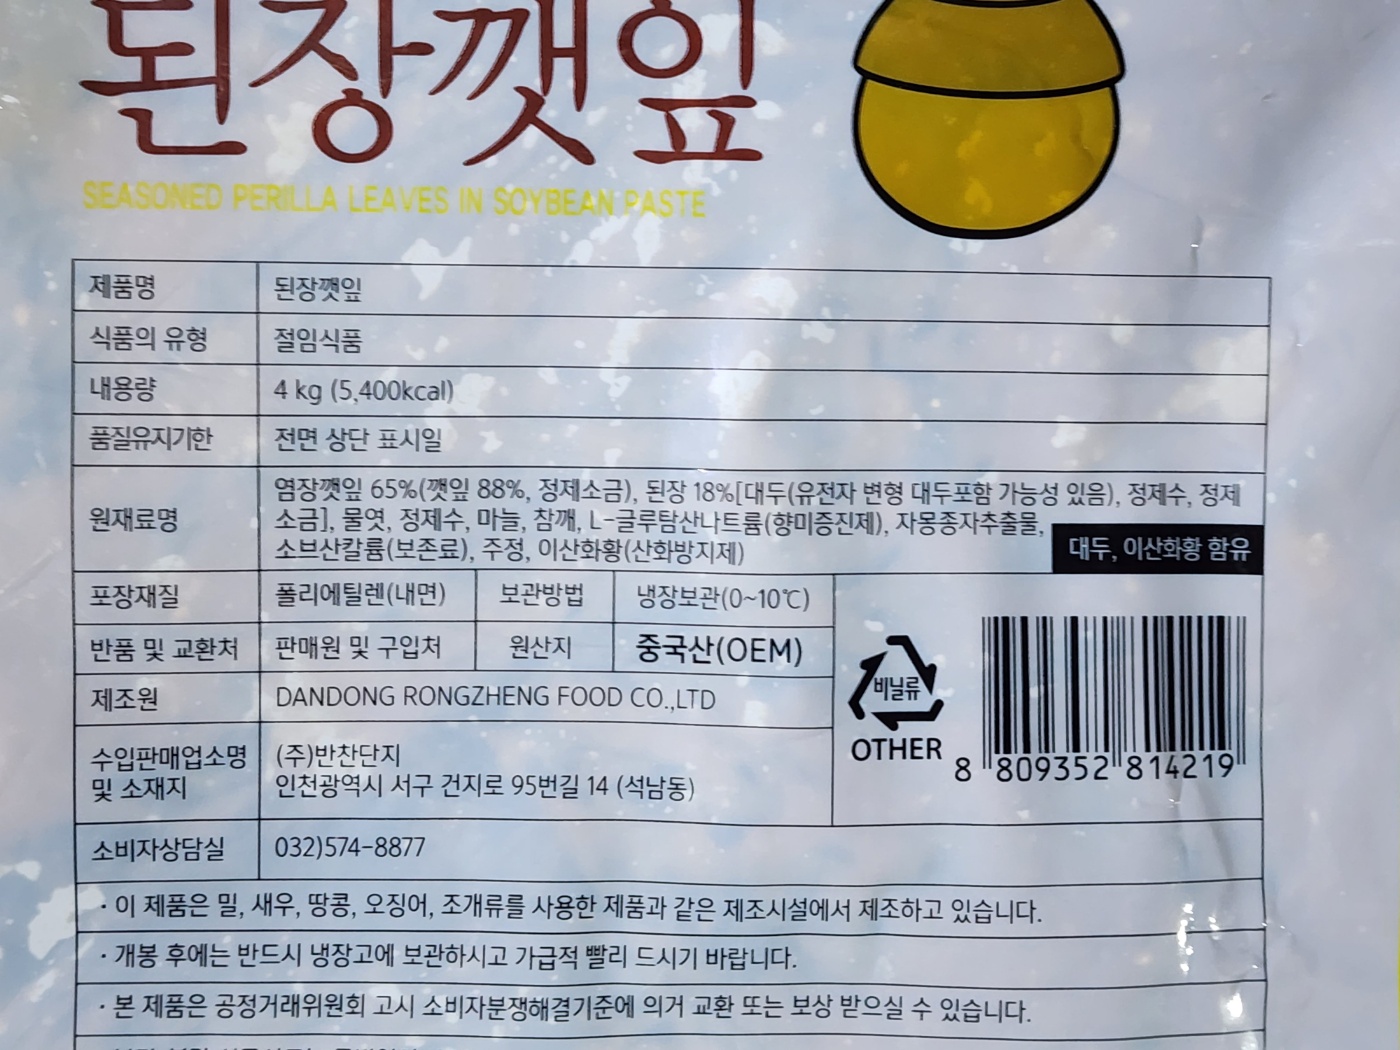 된장깻잎
SEASONED PERILLA LEAVES IN SOYBEAN PASTE
제품명 된장깻잎
식품의 유형 절임식품
내용량 4 kg (5,400kcal)
품질유지기한 전면 상단 표시일
원재료명 염장깻잎 65%(깻잎 88%, 정제소금), 된장 18%[대두(유전자 변형 대두포함 가능성 있음), 정제수, 정제
소금], 물엿, 정제수, 마늘, 참깨, L-글루탐산나트륨(향미증진제), 자몽종자추출물,
소브산칼륨(보존료), 주정, 이산화황(산화방지제)
대두, 이산화황 함유
포장재질 폴리에틸렌(내면) 보관방법 냉장보관(0~10℃)
반품 및 교환처 판매원 및 구입처 원산지 중국산(OEM)
제조원 DANDONG RONGZHENG FOOD CO.,LTD
비닐류
OTHER
8 809352 814219
수입판매업소명 (주)반찬단지
및 소재지 인천광역시 서구 건지로 95번길 14 (석남동)
소비자상담실 032)574-8877
· 이 제품은 밀, 새우, 땅콩, 오징어, 조개류를 사용한 제품과 같은 제조시설에서 제조하고 있습니다.
· 개봉 후에는 반드시 냉장고에 보관하시고 가급적 빨리 드시기 바랍니다.
· 본 제품은 공정거래위원회 고시 소비자분쟁해결기준에 의거 교환 또는 보상 받으실 수 있습니다.